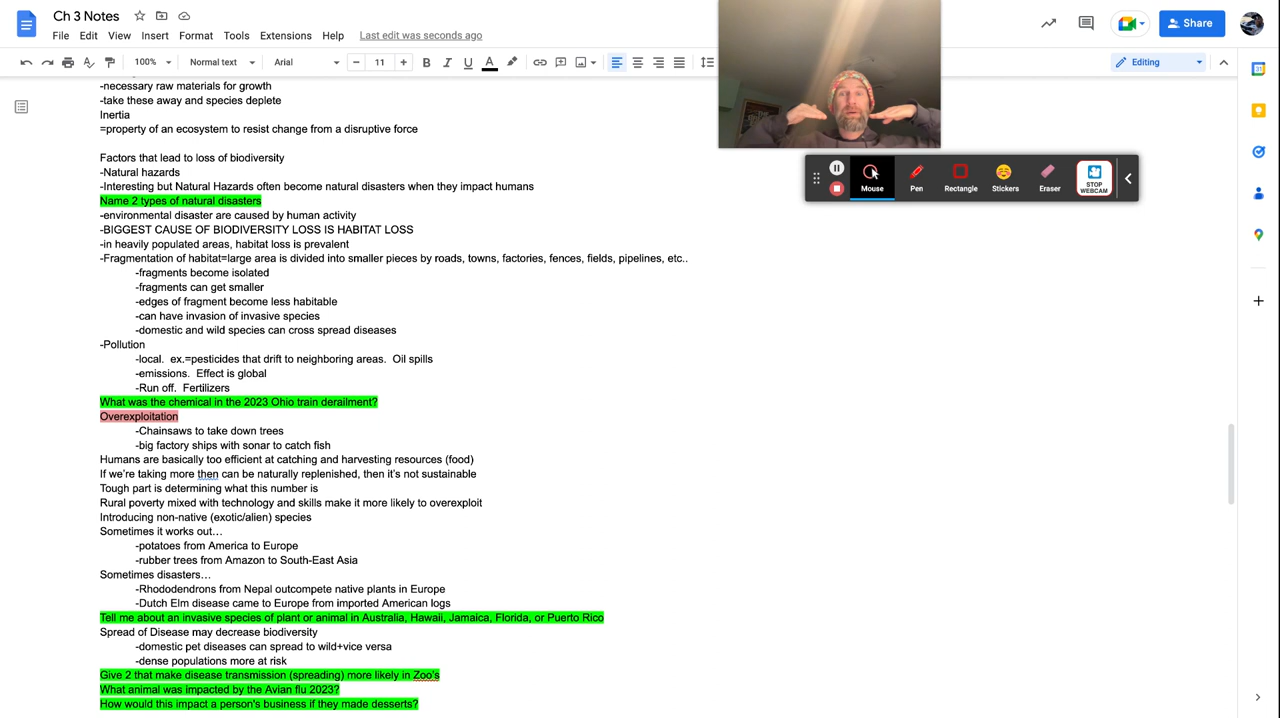 Ch 3 Notes
File Edit View Insert Format Tools Extensions Help Last edit was seconds ago
Share
100% Normal text Arial 11 B I U A
Editing
-necessary raw materials for growth
-take these away and species deplete
Inertia
=property of an ecosystem to resist change from a disruptive force
Factors that lead to loss of biodiversity
-Natural hazards
-Interesting but Natural Hazards often become natural disasters when they impact humans
Name 2 types of natural disasters
-environmental disaster are caused by human activity
-BIGGEST CAUSE OF BIODIVERSITY LOSS IS HABITAT LOSS
-in heavily populated areas, habitat loss is prevalent
-Fragmentation of habitat=large area is divided into smaller pieces by roads, towns, factories, fences, fields, pipelines, etc..
-fragments become isolated
-fragments can get smaller
-edges of fragment become less habitable
-can have invasion of invasive species
-domestic and wild species can cross spread diseases
-Pollution
-local. ex.=pesticides that drift to neighboring areas. Oil spills
-emissions. Effect is global
-Run off. Fertilizers
What was the chemical in the 2023 Ohio train derailment?
Overexploitation
-Chainsaws to take down trees
-big factory ships with sonar to catch fish
Humans are basically too efficient at catching and harvesting resources (food)
If we're taking more then can be naturally replenished, then it's not sustainable
Tough part is determining what this number is
Rural poverty mixed with technology and skills make it more likely to overexploit
Introducing non-native (exotic/alien) species
Sometimes it works out…
-potatoes from America to Europe
-rubber trees from Amazon to South-East Asia
Sometimes disasters…
-Rhododendrons from Nepal outcompete native plants in Europe
-Dutch Elm disease came to Europe from imported American logs
Tell me about an invasive species of plant or animal in Australia, Hawaii, Jamaica, Florida, or Puerto Rico
Spread of Disease may decrease biodiversity
-domestic pet diseases can spread to wild+vice versa
-dense populations more at risk
Give 2 that make disease transmission (spreading) more likely in Zoo's
What animal was impacted by the Avian flu 2023?
How would this impact a person's business if they made desserts?
Mouse Pen Rectangle Stickers Eraser STOP WEBCAM